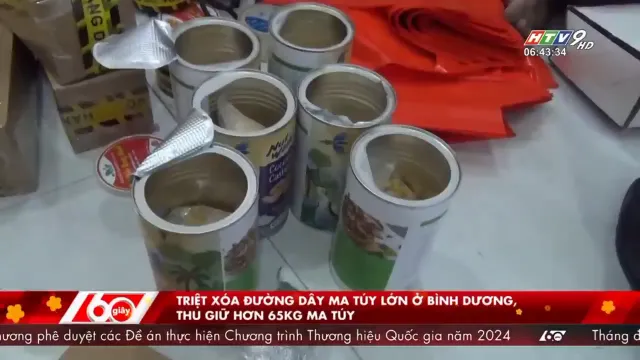 HTV9 HD
06:43:34
60 giây
TRIỆT XÓA ĐƯỜNG DÂY MA TÚY LỚN Ở BÌNH DƯƠNG,
THU GIỮ HƠN 65KG MA TÚY
ương phê duyệt các Đề án thực hiện Chương trình Thương hiệu Quốc gia năm 2024
60
Tháng đ